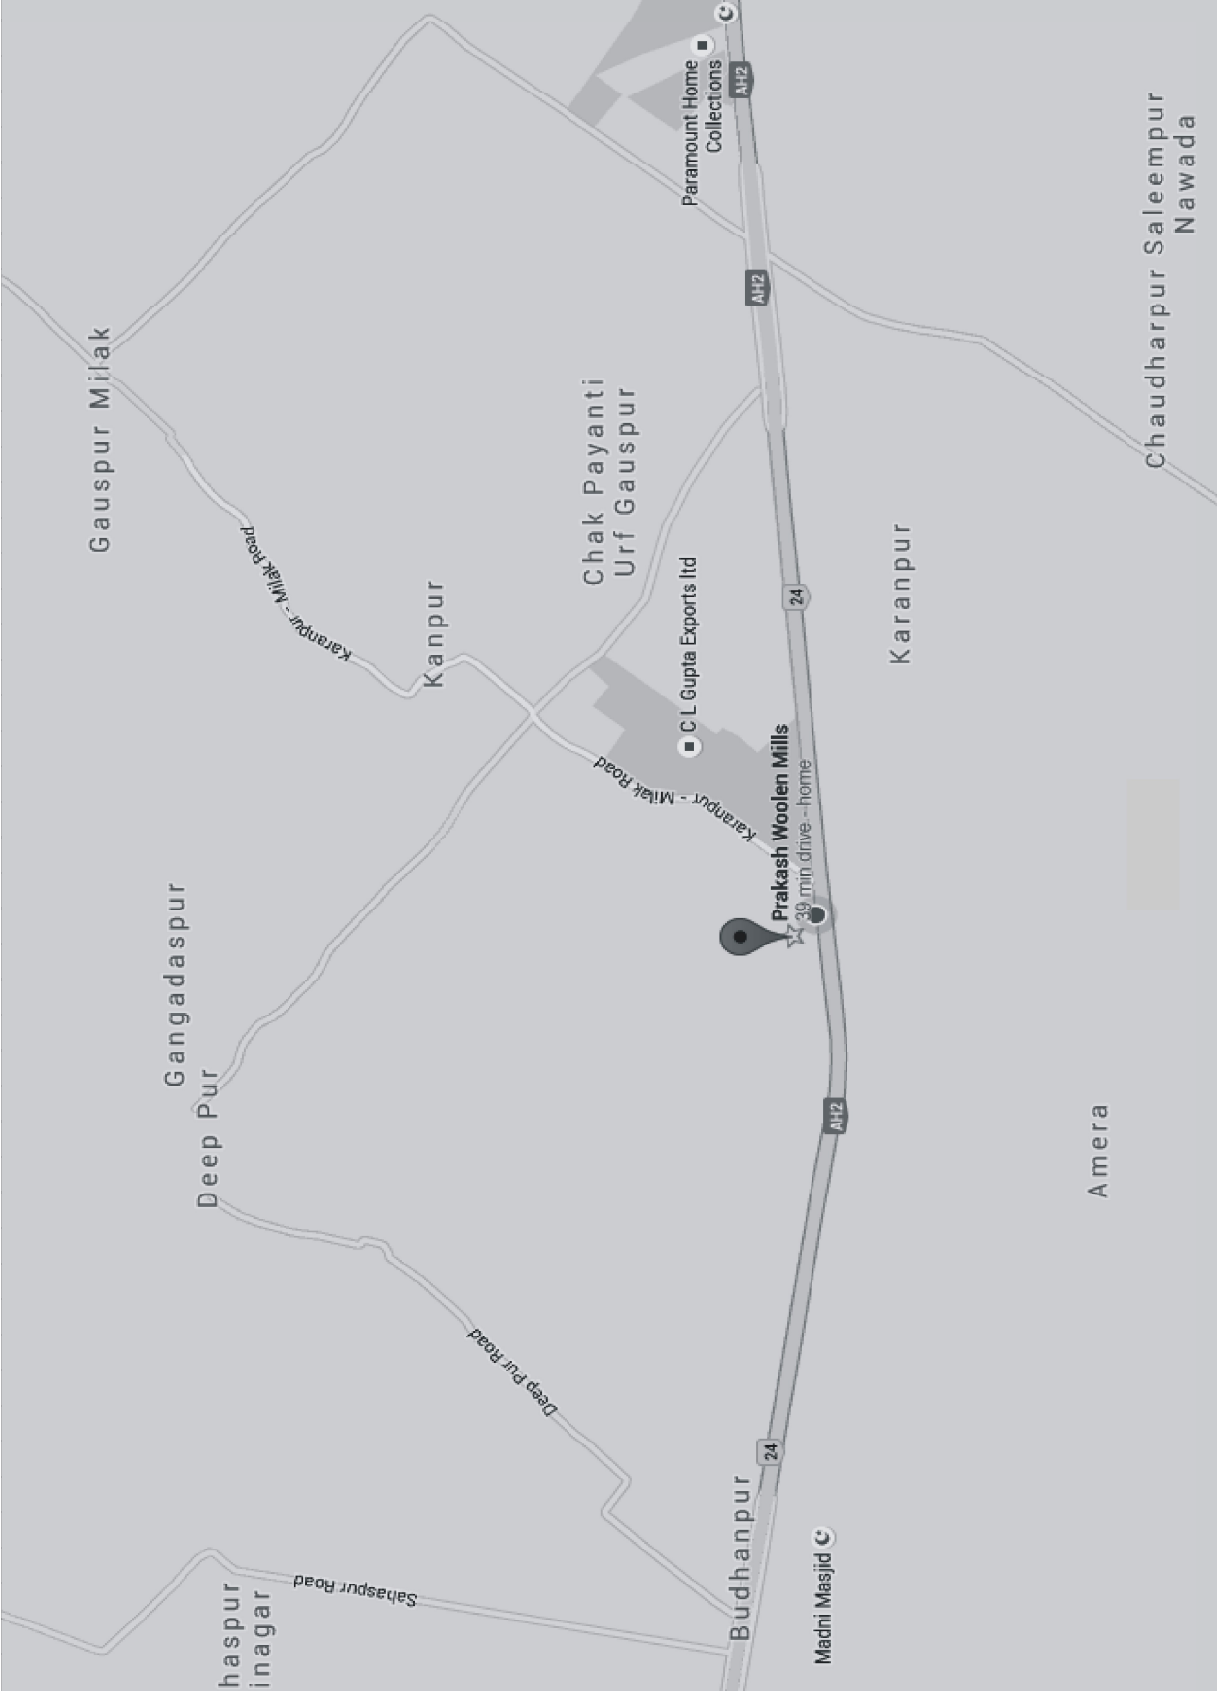 Gauspur Milak
Gangadaspur
Deep Pur
haspur
inagar
Sahaspur Road
Deep Pur Road
Karanpur - Milak Road
Kanpur
Chak Payanti
Urf Gauspur
Karanpur - Milak Road
C L Gupta Exports ltd
Paramount Home
Collections
AH2
AH2
24
Prakash Woolen Mills
39 min drive - home
AH2
24
Budhanpur
Madni Masjid
Karanpur
Amera
Chaudharpur Saleempur
Nawada